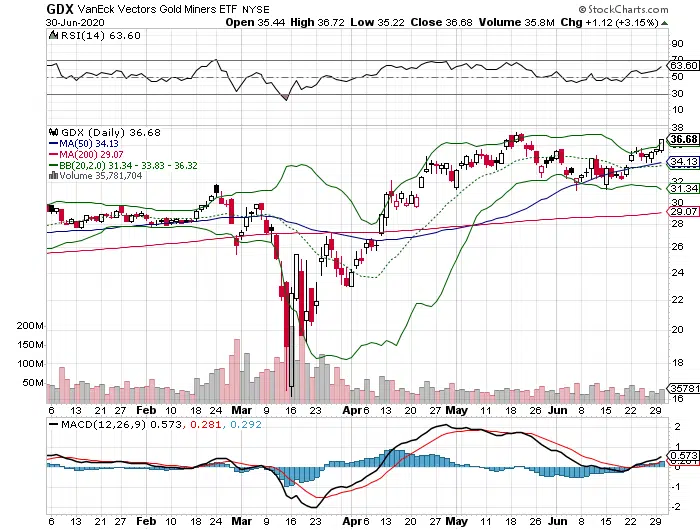 GDX VanEck Vectors Gold Miners ETF NYSE © StockCharts.com
30-Jun-2020 Open 35.44 High 36.72 Low 35.22 Close 36.68 Volume 35.8M Chg +1.12 (+3.15%)
RSI(14) 63.60
90
70
63.60
50
30
10
GDX (Daily) 36.68
MA(50) 34.13
MA(200) 29.07
BB(20,2.0) 31.34 - 33.83 - 36.32
Volume 35,781,704
38
36.68
34.13
32
31.34
30
29.07
28
26
24
22
20
18
16
200M
150M
100M
50M
35781
6 13 21 27 Feb 10 18 24 Mar 9 16 23 Apr 6 13 20 27 May 11 18 26 Jun 8 15 22 29
MACD(12,26,9) 0.573, 0.281, 0.292
2
1
0.573
0.281
0
-1
-2
6 13 21 27 Feb 10 18 24 Mar 9 16 23 Apr 6 13 20 27 May 11 18 26 Jun 8 15 22 29